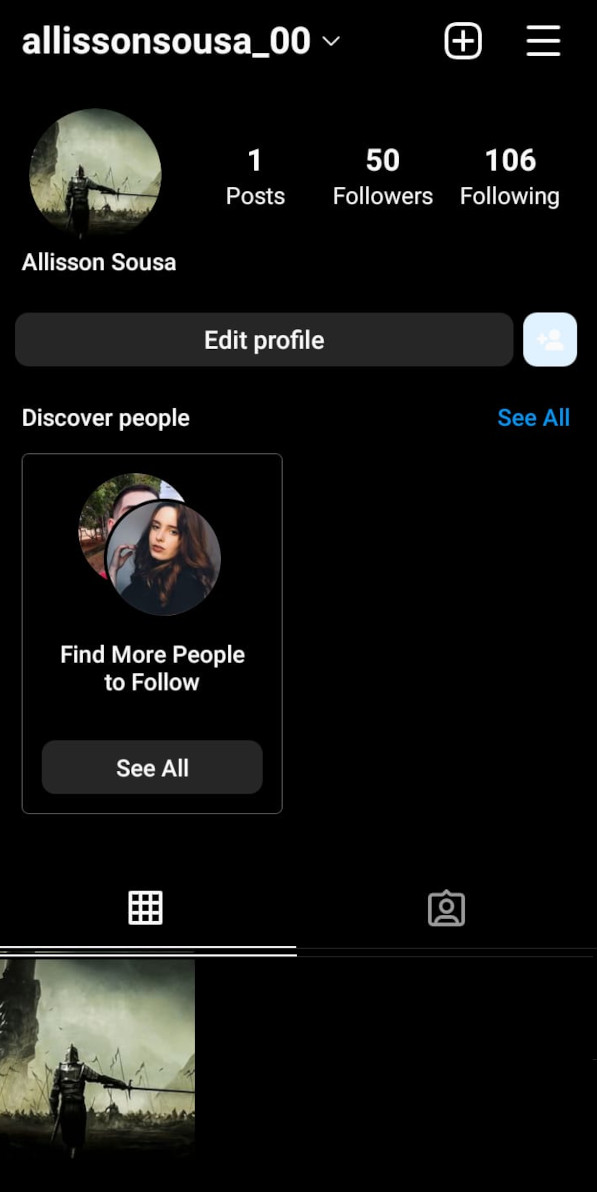 allissonsousa_00
1 50 106
Posts Followers Following
Allisson Sousa
Edit profile
Discover people See All
Find More People
to Follow
See All